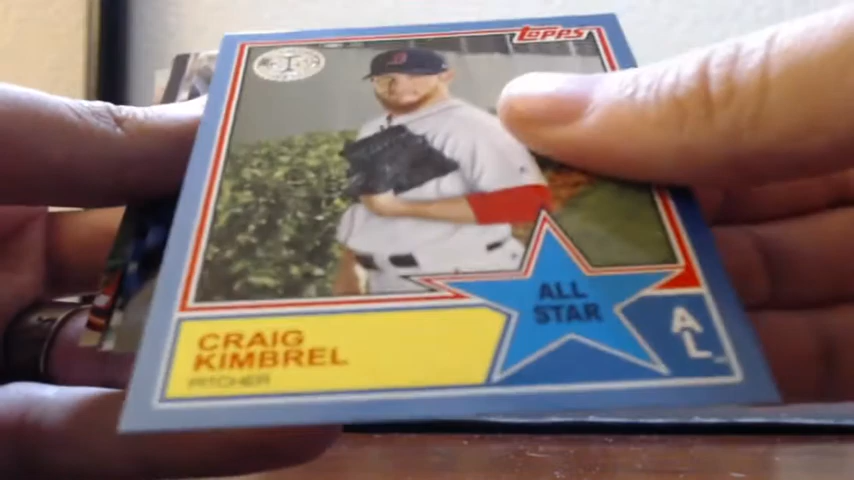 Topps
CRAIG
KIMBREL
PITCHER
ALL
STAR
AL